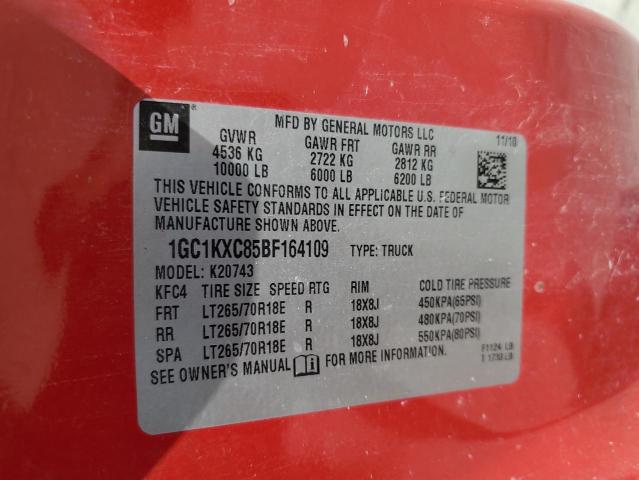 GM ®
MFD BY GENERAL MOTORS LLC 11/10
GVWR GAWR FRT GAWR RR
4536 KG 2722 KG 2812 KG
10000 LB 6000 LB 6200 LB
THIS VEHICLE CONFORMS TO ALL APPLICABLE U.S. FEDERAL MOTOR
VEHICLE SAFETY STANDARDS IN EFFECT ON THE DATE OF
MANUFACTURE SHOWN ABOVE.
1GC1KXC85BF164109 TYPE: TRUCK
MODEL: K20743
KFC4 TIRE SIZE SPEED RTG RIM COLD TIRE PRESSURE
FRT LT265/70R18E R 18X8J 450KPA(65PSI)
RR LT265/70R18E R 18X8J 480KPA(70PSI)
SPA LT265/70R18E R 18X8J 550KPA(80PSI)
SEE OWNER'S MANUAL i FOR MORE INFORMATION.
F1124 LB
T 1738 LB